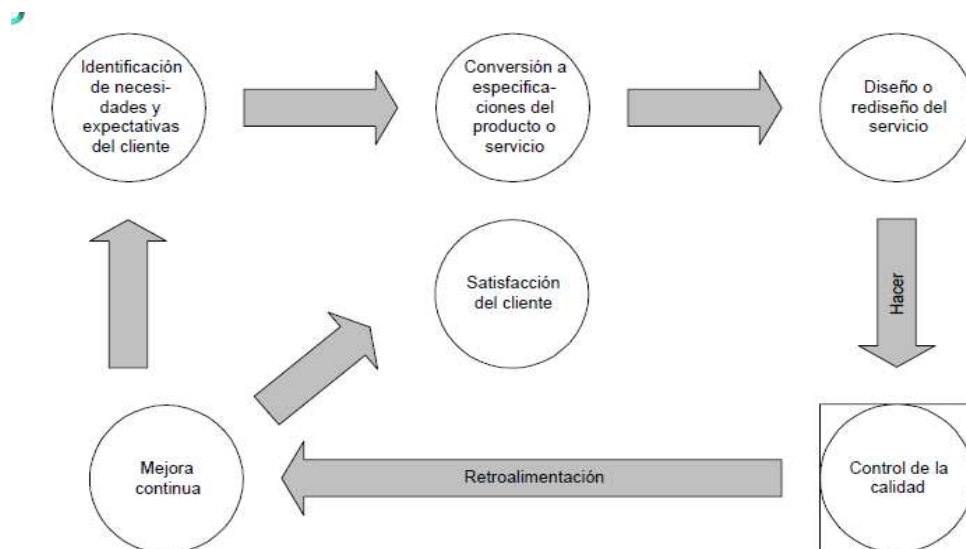 Identificación
de necesi-
dades y
expectativas
del cliente
Conversión a
especifica-
ciones del
producto o
servicio
Diseño o
rediseño del
servicio
Hacer
Satisfacción
del cliente
Mejora
continua
Retroalimentación
Control de la
calidad